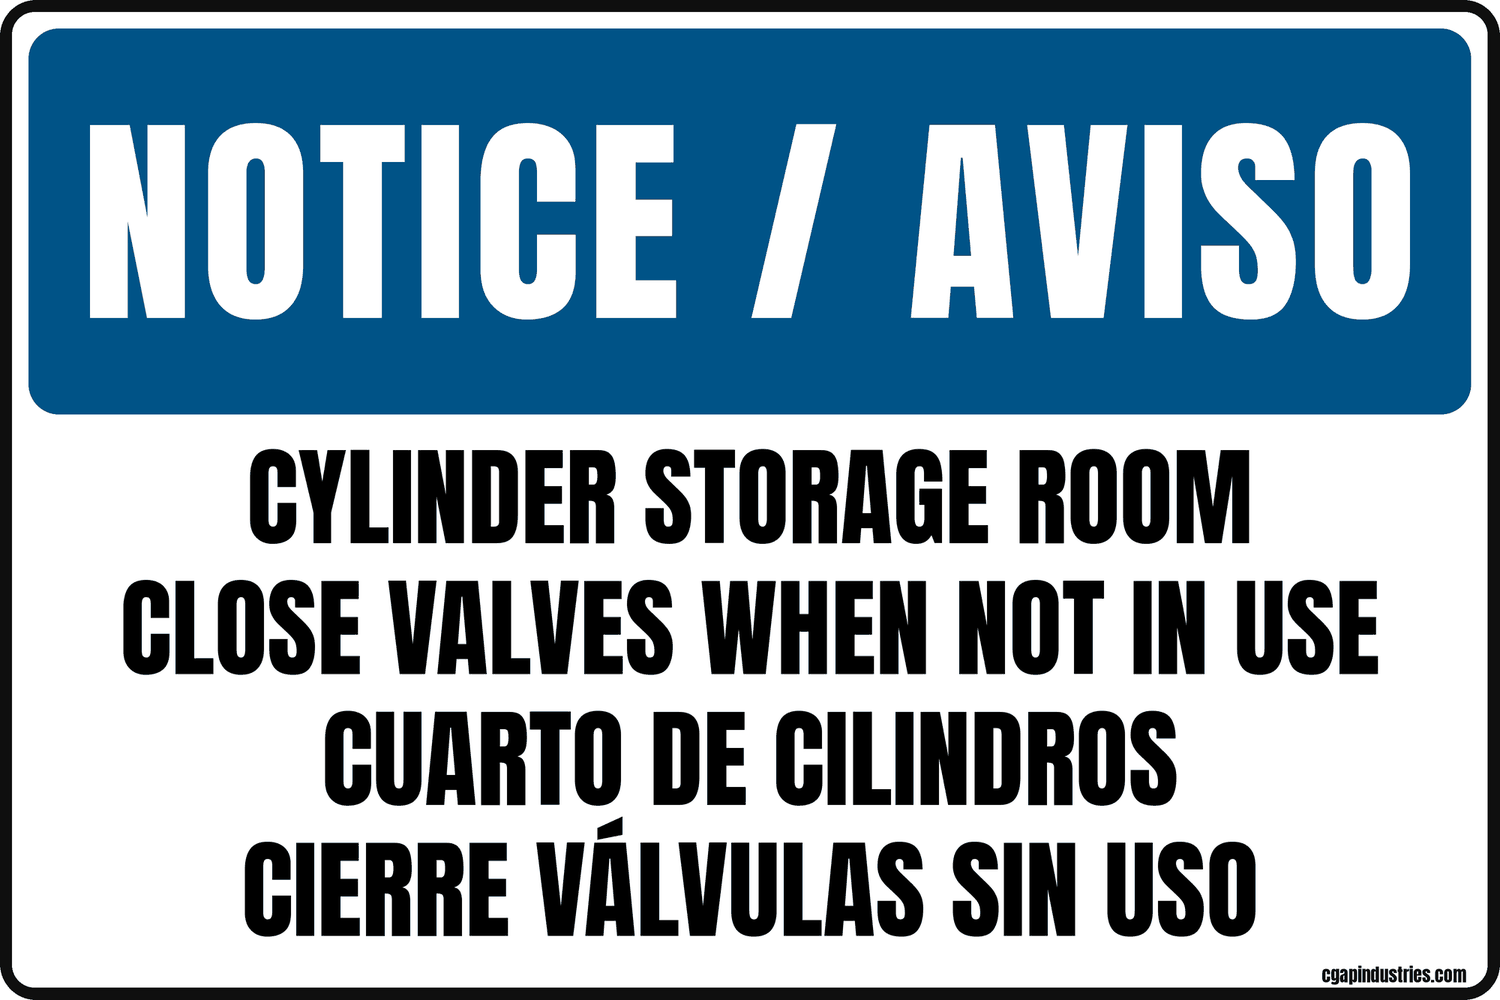 NOTICE / AVISO
CYLINDER STORAGE ROOM
CLOSE VALVES WHEN NOT IN USE
CUARTO DE CILINDROS
CIERRE VÁLVULAS SIN USO
cgapindustries.com